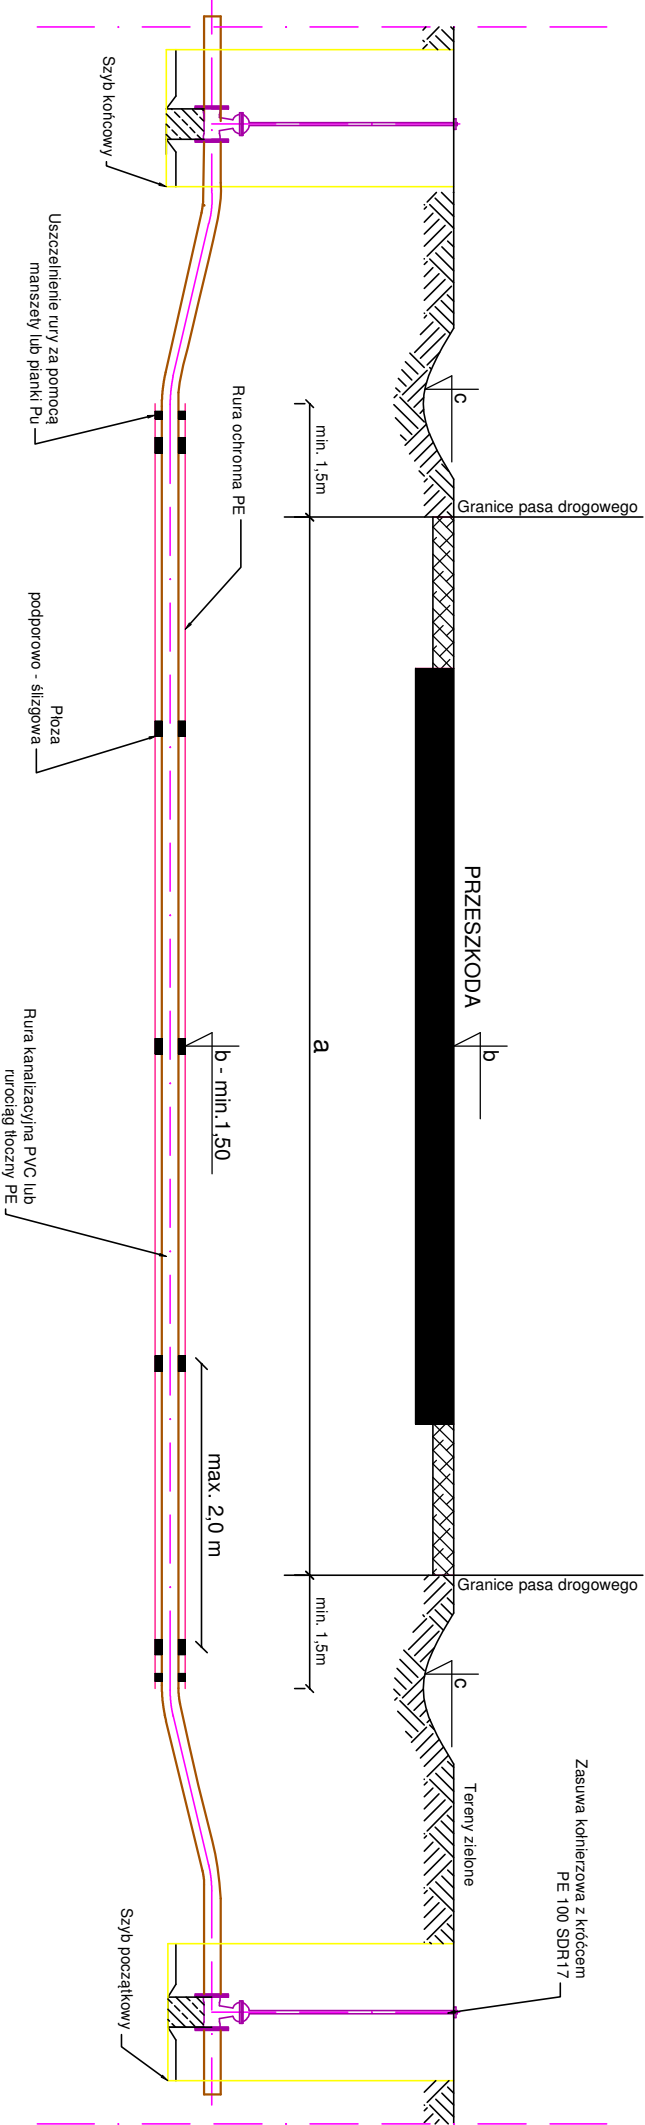 Zasuwa kołnierzowa z króćcem
PE 100 SDR17
Granice pasa drogowego
PRZESZKODA
b
Granice pasa drogowego
Tereny zielone
c
c
min. 1,5m
a
min. 1,5m
Rura ochronna PE
b - min.1,50
max. 2,0 m
Szyb końcowy
Uszczelnienie rury za pomocą
manszety lub pianki Pu
Płoza
podporowo - ślizgowa
Rura kanalizacyjna PVC lub
rurociąg tłoczny PE
Szyb początkowy